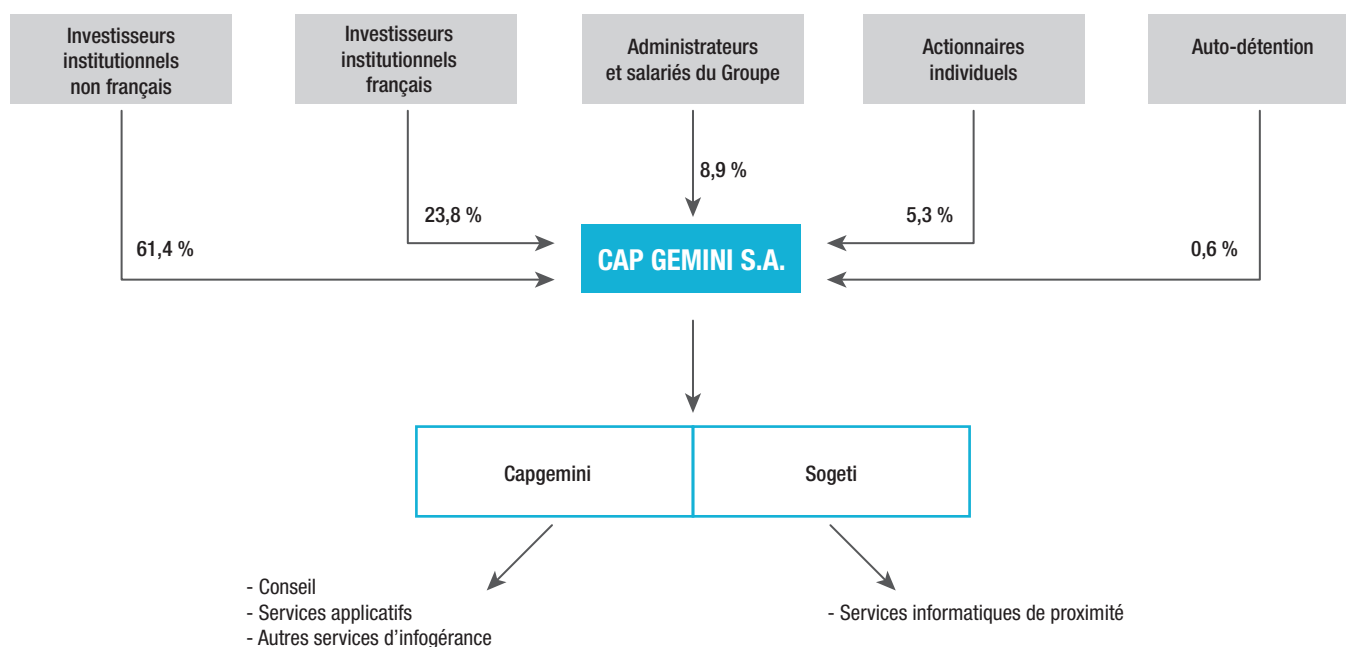 Investisseurs
institutionnels
non français
Investisseurs
institutionnels
français
Administrateurs
et salariés du Groupe
Actionnaires
individuels
Auto-détention
61,4 %
23,8 %
8,9 %
5,3 %
0,6 %
CAP GEMINI S.A.
Capgemini
Sogeti
- Conseil
- Services applicatifs
- Autres services d'infogérance
- Services informatiques de proximité